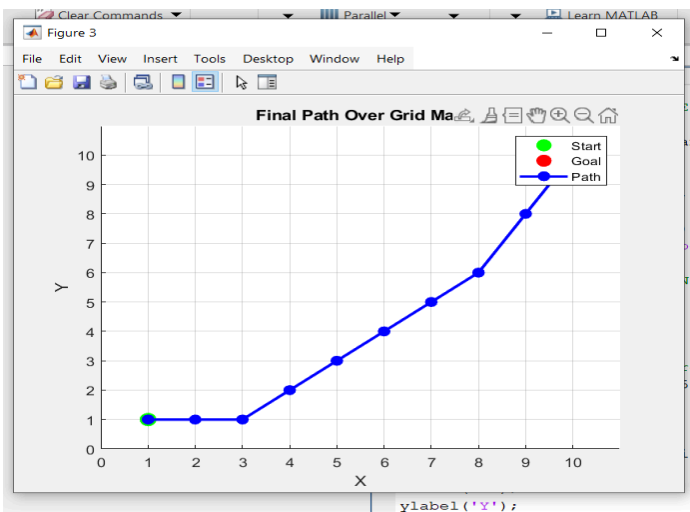 Clear Commands
Parallel
Learn MATLAB
Figure 3
File Edit View Insert Tools Desktop Window Help
Final Path Over Grid Ma
Start
Goal
Path
10
9
8
7
6
5
4
3
2
1
0
Y
0 1 2 3 4 5 6 7 8 9 10
X
ylabel('Y');